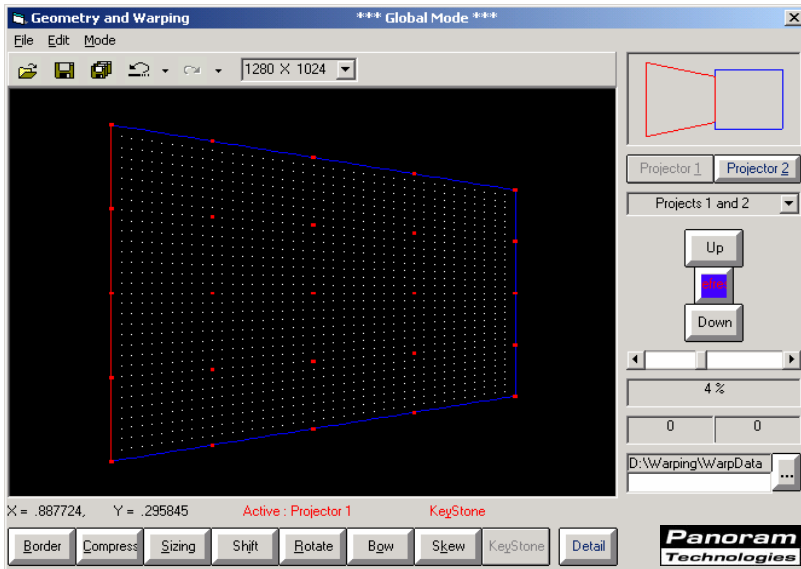 Geometry and Warping *** Global Mode ***
File Edit Mode
1280 X 1024
Projector 1 Projector 2
Projects 1 and 2
Up
Down
4 %
0 0
D:\Warping\WarpData
...
X = .887724, Y = .295845 Active : Projector 1 KeyStone
Border Compress Sizing Shift Rotate Bow Skew KeyStone Detail
Panoram
Technologies